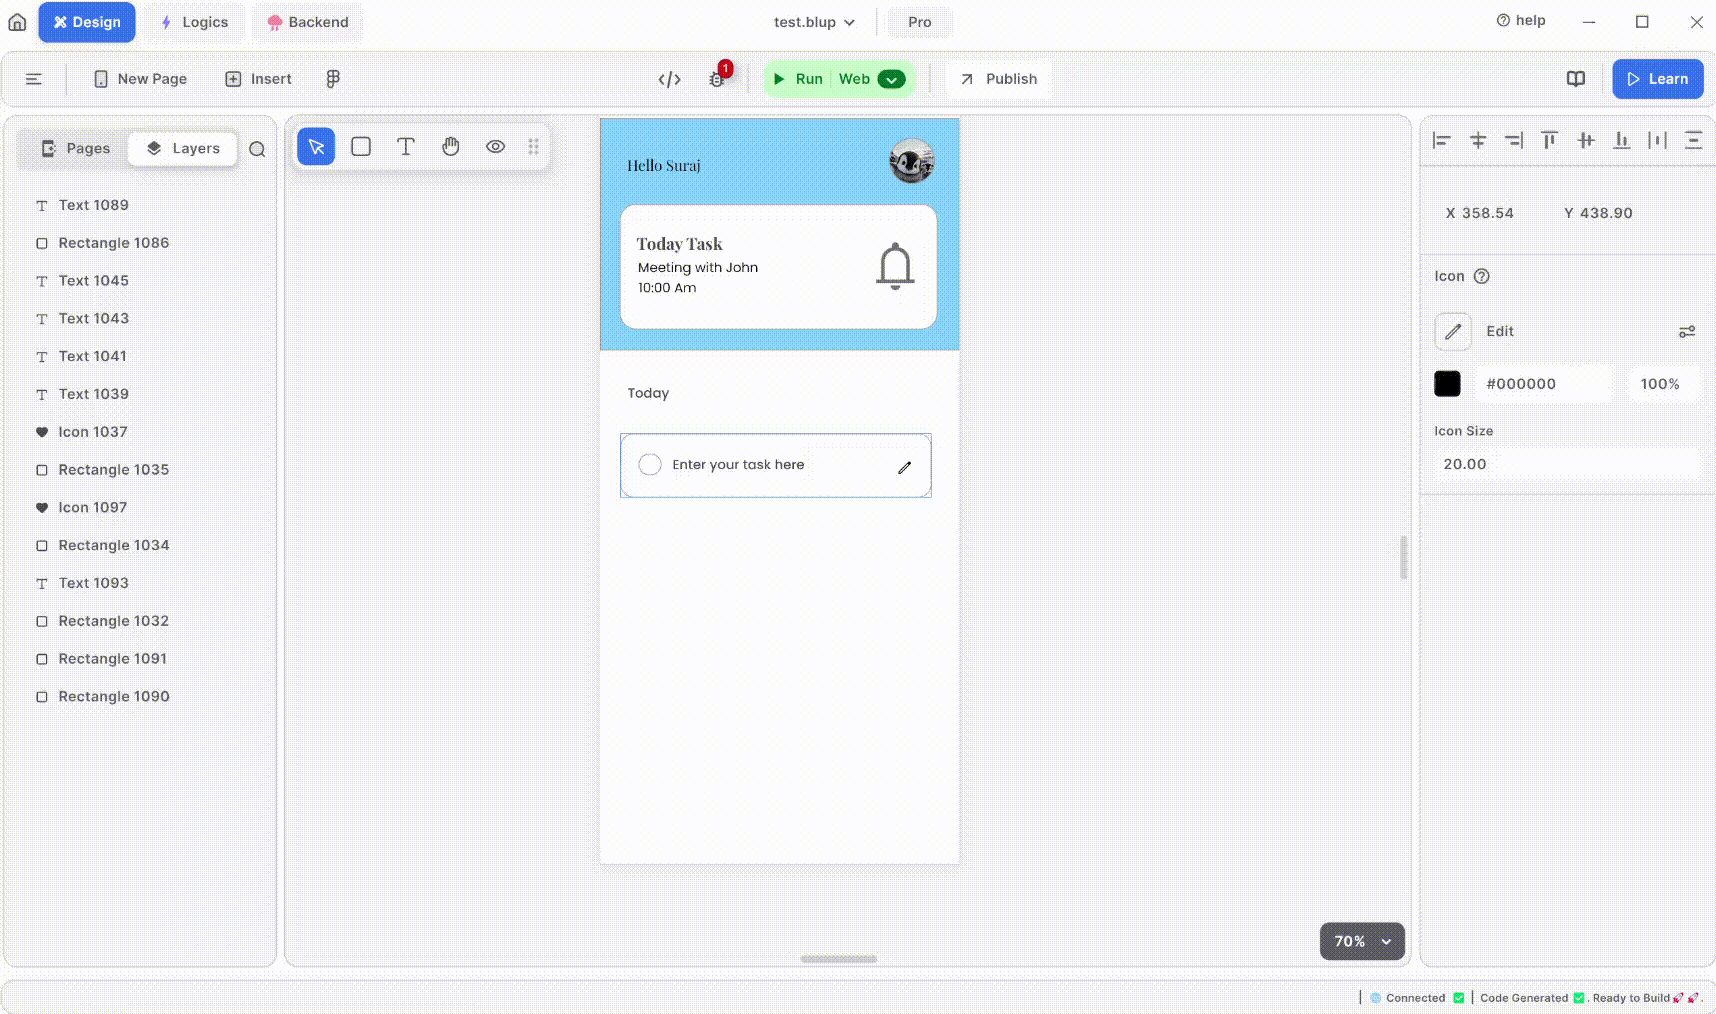 Design Logics Backend test.blup Pro help
New Page Insert </> 1 Run Web Publish Learn
Pages Layers
Text 1089
Rectangle 1086
Text 1045
Text 1043
Text 1041
Text 1039
Icon 1037
Rectangle 1035
Icon 1097
Rectangle 1034
Text 1093
Rectangle 1032
Rectangle 1091
Rectangle 1090
T
Hello Suraj
Today Task
Meeting with John
10:00 Am
Today
Enter your task here
70%
X 358.54 Y 438.90
Icon
Edit
#000000 100%
Icon Size
20.00
| Connected | Code Generated . Ready to Build .